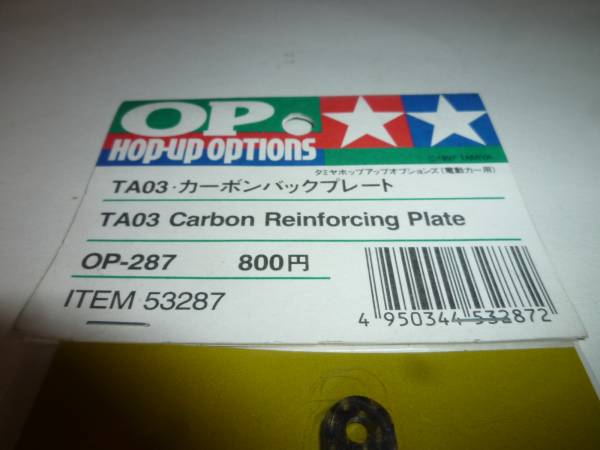 OP.
HOP-UP OPTIONS
©1997 TAMIYA
タミヤホップアップオプションズ(電動カー用)
TA03・カーボンバックプレート
TA03 Carbon Reinforcing Plate
OP-287 800円
ITEM 53287
4 950344 532872